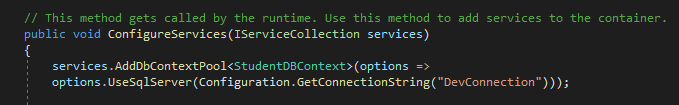 // This method gets called by the runtime. Use this method to add services to the container.
public void ConfigureServices(IServiceCollection services)
{
services.AddDbContextPool<StudentDBContext>(options =>
options.UseSqlServer(Configuration.GetConnectionString("DevConnection")));